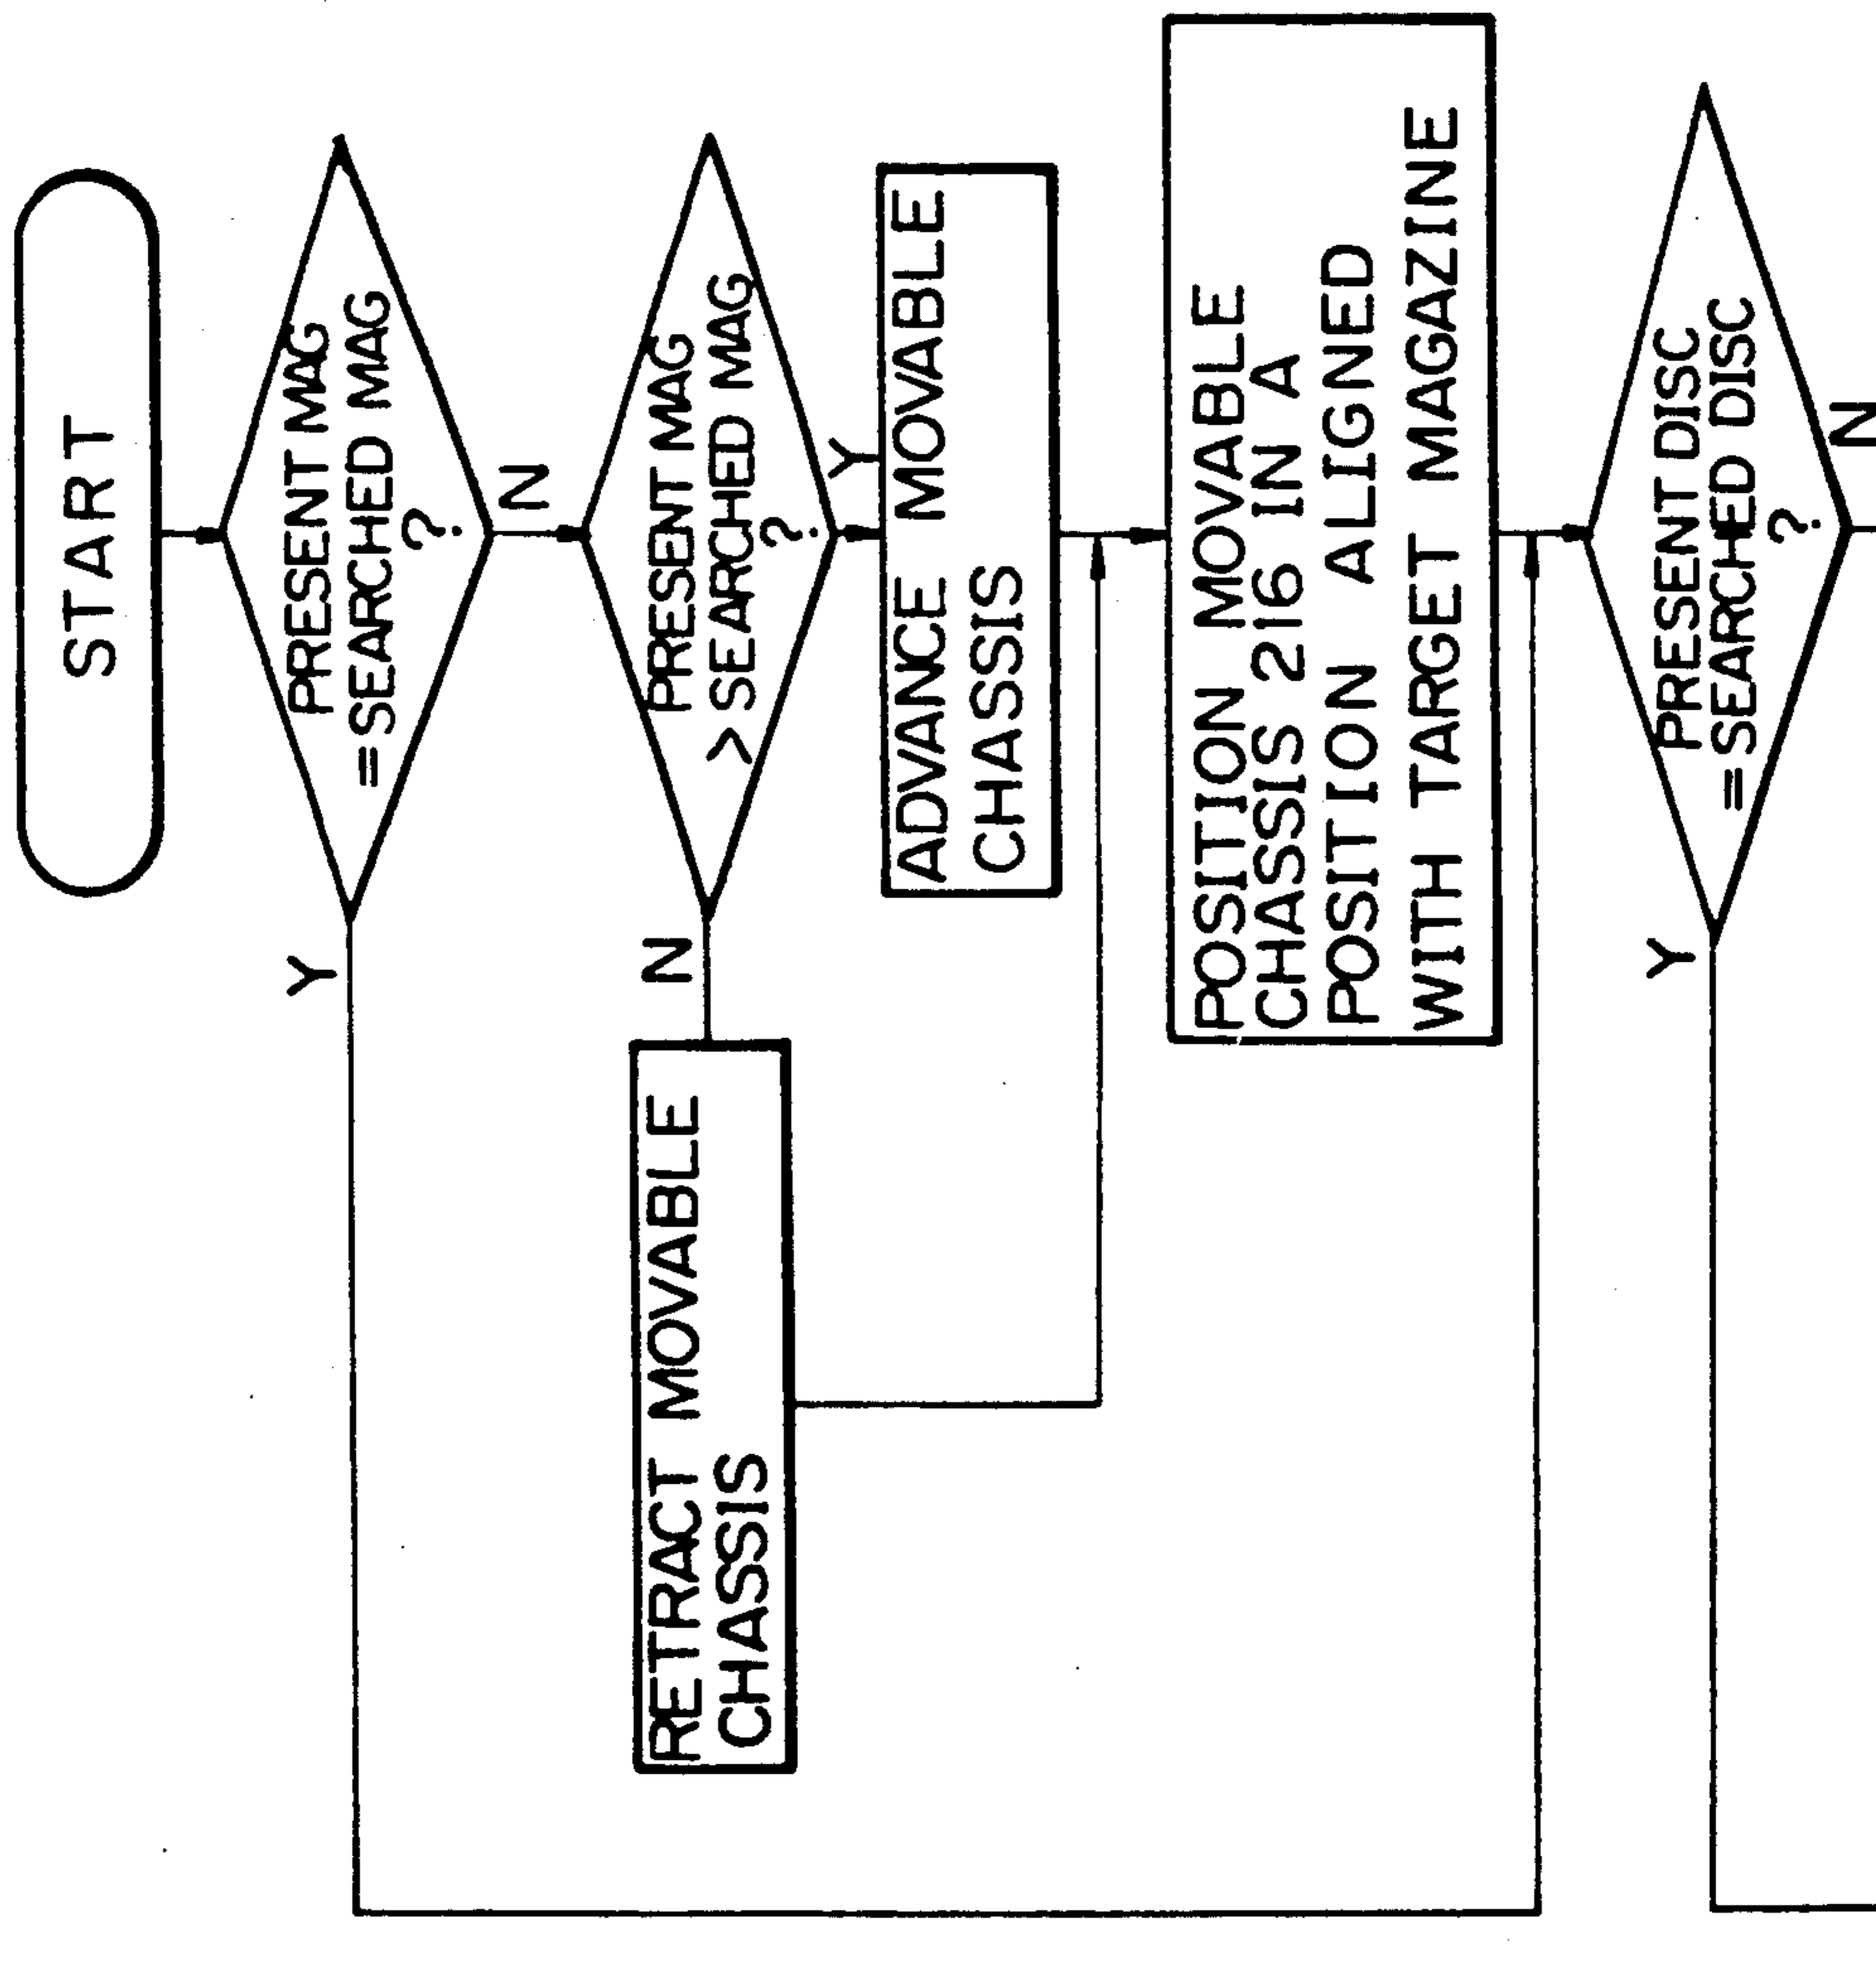 START
PRESENT MAG
=SEARCHED MAG
?
Y
N
PRESENT MAG
> SEARCHED MAG
?
N
Y
RETRACT MOVABLE
CHASSIS
ADVANCE MOVABLE
CHASSIS
POSITION MOVABLE
CHASSIS 216 IN A
POSITION ALIGNED
WITH TARGET MAGAZINE
PRESENT DISC
=SEARCHED DISC
?
Y
N